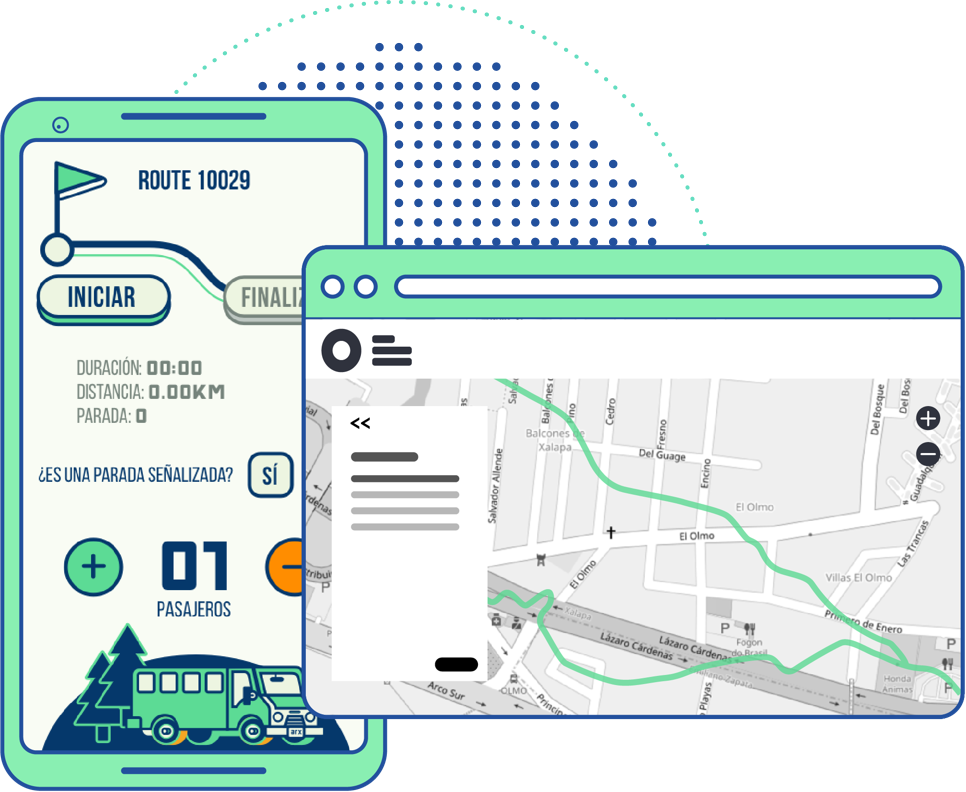 ROUTE 10029
INICIAR
FINALIZ
DURACIÓN: 00:00
DISTANCIA: 0.00KM
PARADA: 0
¿ES UNA PARADA SEÑALIZADA?
SÍ
01
PASAJEROS
arx
<<
Balcones de
Xalapa
Salvador Allende
Pino
Cedro
Del Fresno
Del Guage
Encino
Del Bosque
El Olmo
El Olmo
El Olmo
Las Trancas
Villas El Olmo
Primero de Enero
Xalapa
Lázaro Cárdenas
Lázaro Cárdenas
P
Fogon
do Brasil
Honda
Animas
P
P
P
OLMO
Arco Sur
Playas